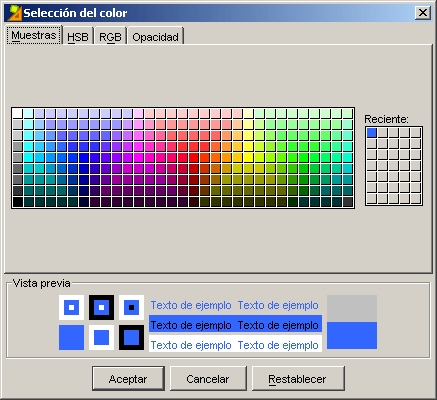 Selección del color
Muestras HSB RGB Opacidad
Reciente:
Vista previa
Texto de ejemplo Texto de ejemplo
Texto de ejemplo Texto de ejemplo
Texto de ejemplo Texto de ejemplo
Aceptar Cancelar Restablecer